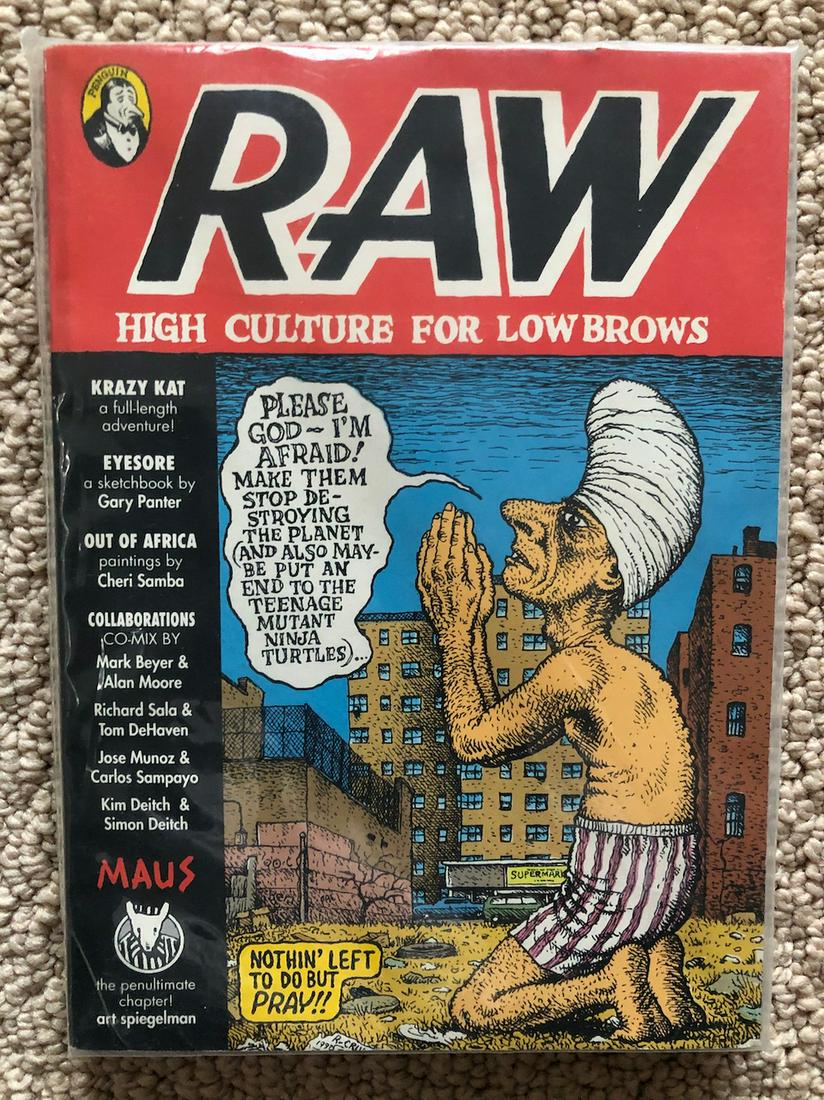 PENGUIN
RAW
HIGH CULTURE FOR LOWBROWS
KRAZY KAT
a full-length
adventure!
EYESORE
a sketchbook by
Gary Panter
OUT OF AFRICA
paintings by
Cheri Samba
COLLABORATIONS
CO-MIX BY
Mark Beyer &
Alan Moore
Richard Sala &
Tom DeHaven
Jose Munoz &
Carlos Sampayo
Kim Deitch &
Simon Deitch
MAUS
the penultimate
chapter!
art spiegelman
PLEASE
GOD~I'M
AFRAID!
MAKE THEM
STOP DE-
STROYING
THE PLANET
(AND ALSO MAY-
BE PUT AN
END TO THE
TEENAGE
MUTANT
NINJA
TURTLES)...
SUPERMARK
NOTHIN' LEFT
TO DO BUT
PRAY!!